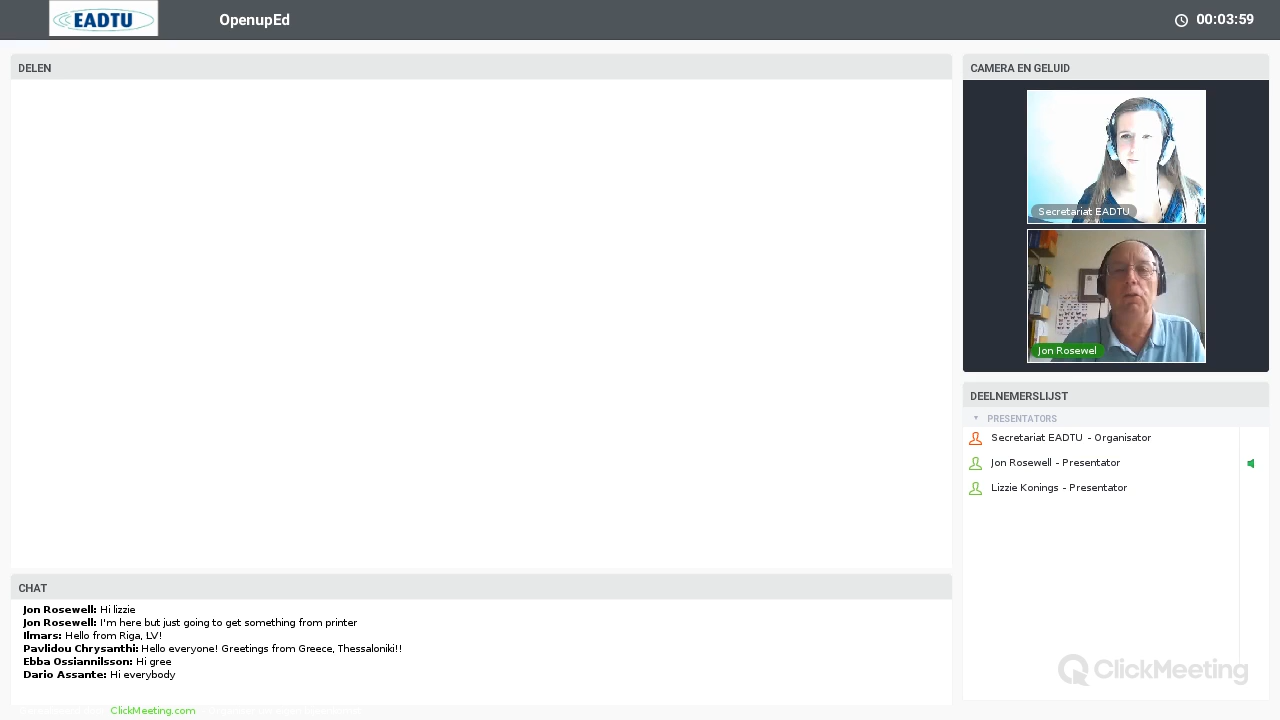 EADTU
OpenupEd
00:03:59
DELEN
CAMERA EN GELUID
Secretariat EADTU
Jon Rosewel
DEELNEMERSLIJST
PRESENTATORS
Secretariat EADTU - Organisator
Jon Rosewell - Presentator
Lizzie Konings - Presentator
CHAT
Jon Rosewell: Hi lizzie
Jon Rosewell: I'm here but just going to get something from printer
Ilmars: Hello from Riga, LV!
Pavlidou Chrysanthi: Hello everyone! Greetings from Greece, Thessaloniki!!
Ebba Ossiannilsson: Hi gree
Dario Assante: Hi everybody
ClickMeeting
ClickMeeting.com